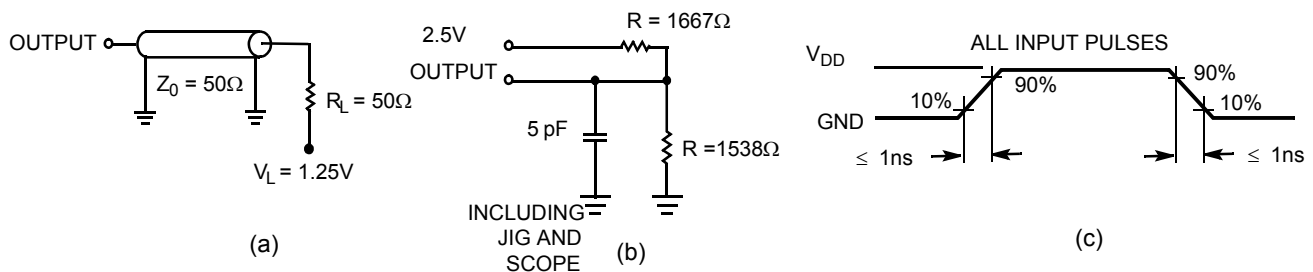 OUTPUT
Z0 = 50Ω
RL = 50Ω
VL = 1.25V
(a)
R = 1667Ω
2.5V
OUTPUT
5 pF
R =1538Ω
INCLUDING
JIG AND
SCOPE
(b)
ALL INPUT PULSES
VDD
90%
90%
10%
10%
GND
≤ 1ns
≤ 1ns
(c)